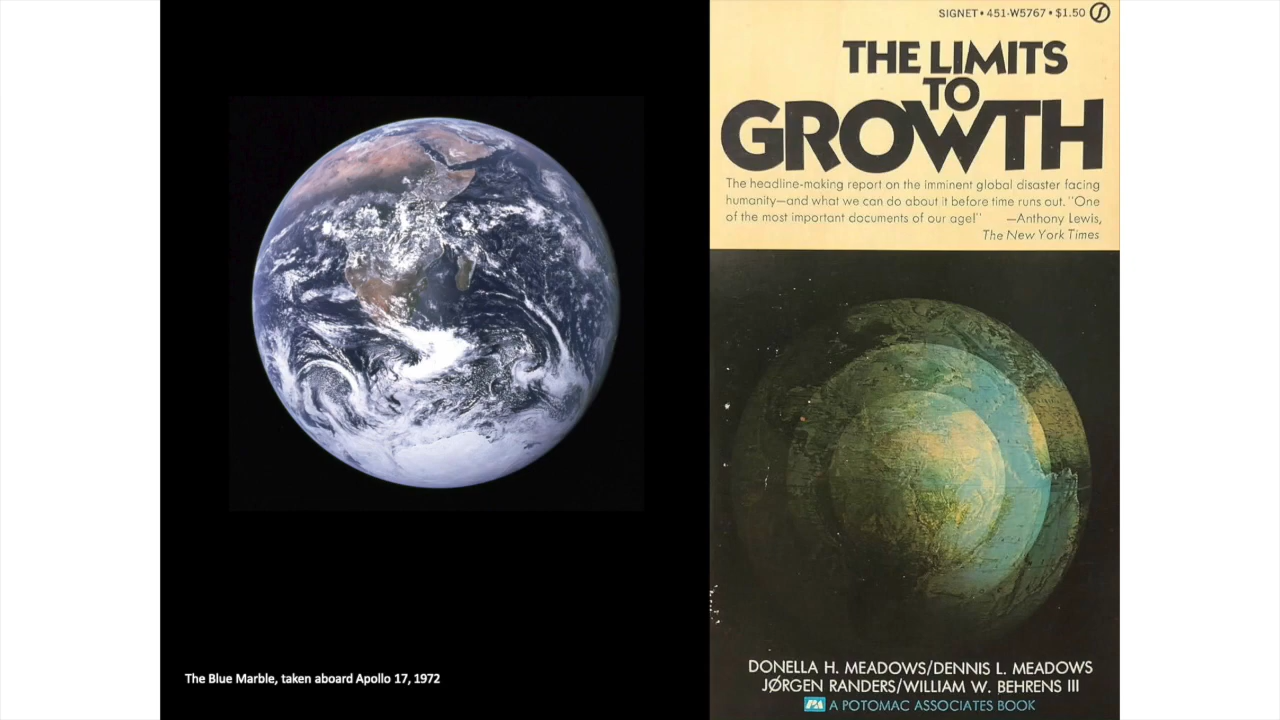 The Blue Marble, taken aboard Apollo 17, 1972
SIGNET • 451-W5767 • $1.50
THE LIMITS
TO
GROWTH
The headline-making report on the imminent global disaster facing
humanity—and what we can do about it before time runs out. "One
of the most important documents of our age!" —Anthony Lewis,
The New York Times
DONELLA H. MEADOWS/DENNIS L. MEADOWS
JØRGEN RANDERS/WILLIAM W. BEHRENS III
PA A POTOMAC ASSOCIATES BOOK